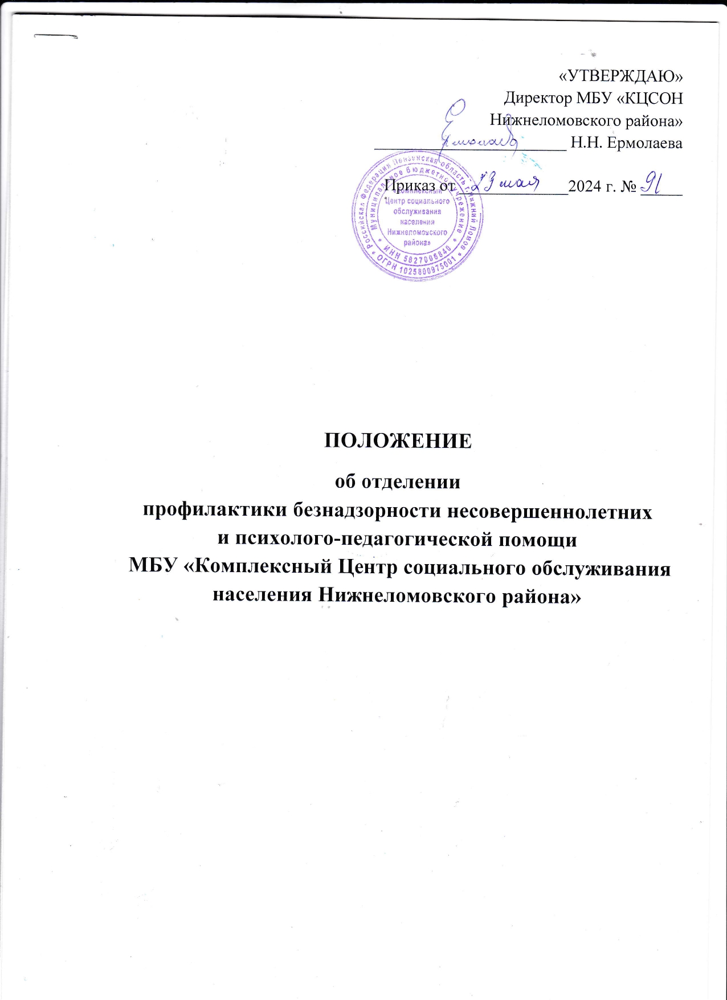 «УТВЕРЖДАЮ»
Директор МБУ «КЦСОН
Нижнеломовского района»
Ермолаева Н.Н. Ермолаева
Приказ от 23 мая 2024 г. № 91
Российская Федерация Пензенская область г. Нижний Ломов
Муниципальное бюджетное учреждение
«Комплексный
Центр социального
обслуживания
населения
Нижнеломовского
района»
* ИНН 5827006840 *
* ОГРН 1025800975001 *
ПОЛОЖЕНИЕ
об отделении
профилактики безнадзорности несовершеннолетних
и психолого-педагогической помощи
МБУ «Комплексный Центр социального обслуживания
населения Нижнеломовского района»